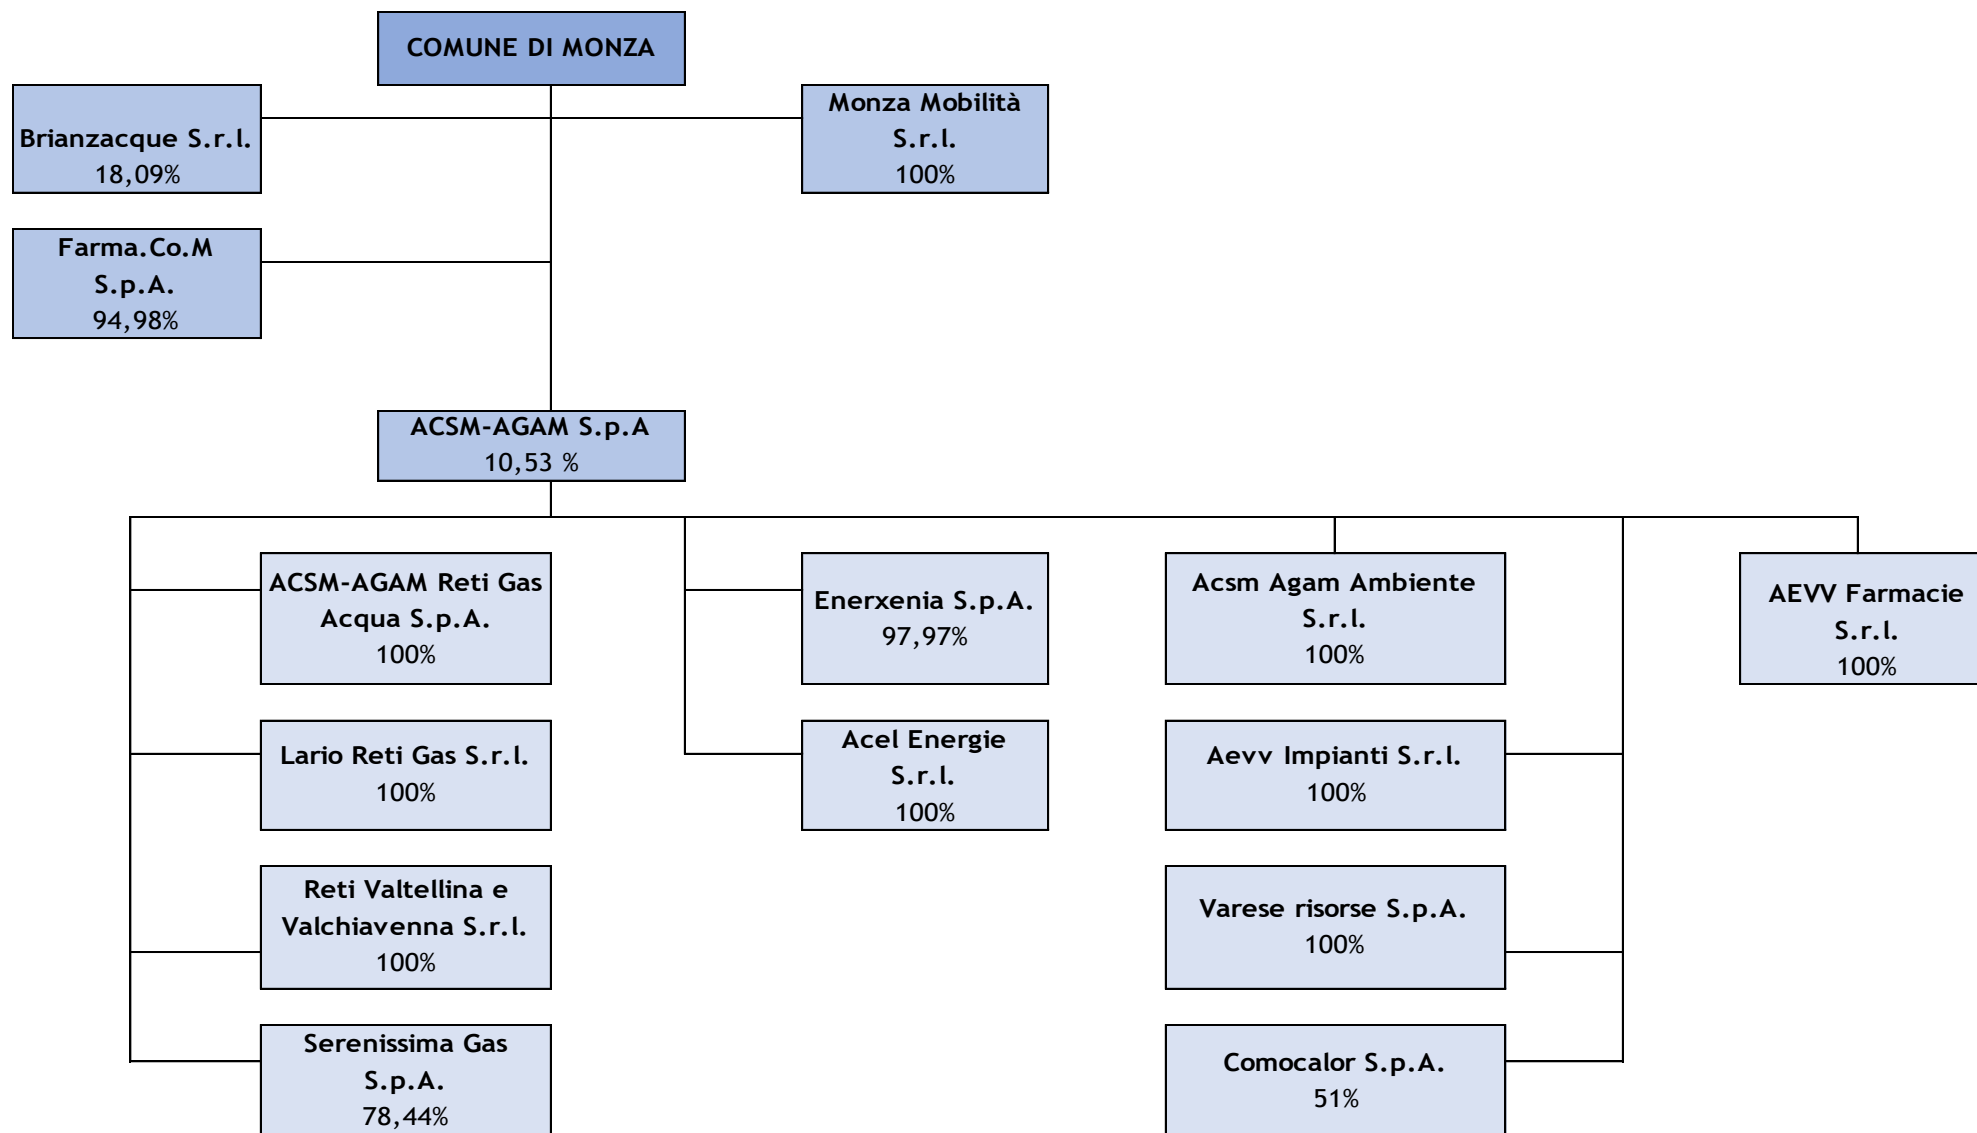 COMUNE DI MONZA
Brianzacque S.r.l.
18,09%
Monza Mobilità
S.r.l.
100%
Farma.Co.M
S.p.A.
94,98%
ACSM-AGAM S.p.A
10,53 %
ACSM-AGAM Reti Gas
Acqua S.p.A.
100%
Enerxenia S.p.A.
97,97%
Acsm Agam Ambiente
S.r.l.
100%
AEVV Farmacie
S.r.l.
100%
Lario Reti Gas S.r.l.
100%
Acel Energie
S.r.l.
100%
Aevv Impianti S.r.l.
100%
Reti Valtellina e
Valchiavenna S.r.l.
100%
Varese risorse S.p.A.
100%
Serenissima Gas
S.p.A.
78,44%
Comocalor S.p.A.
51%